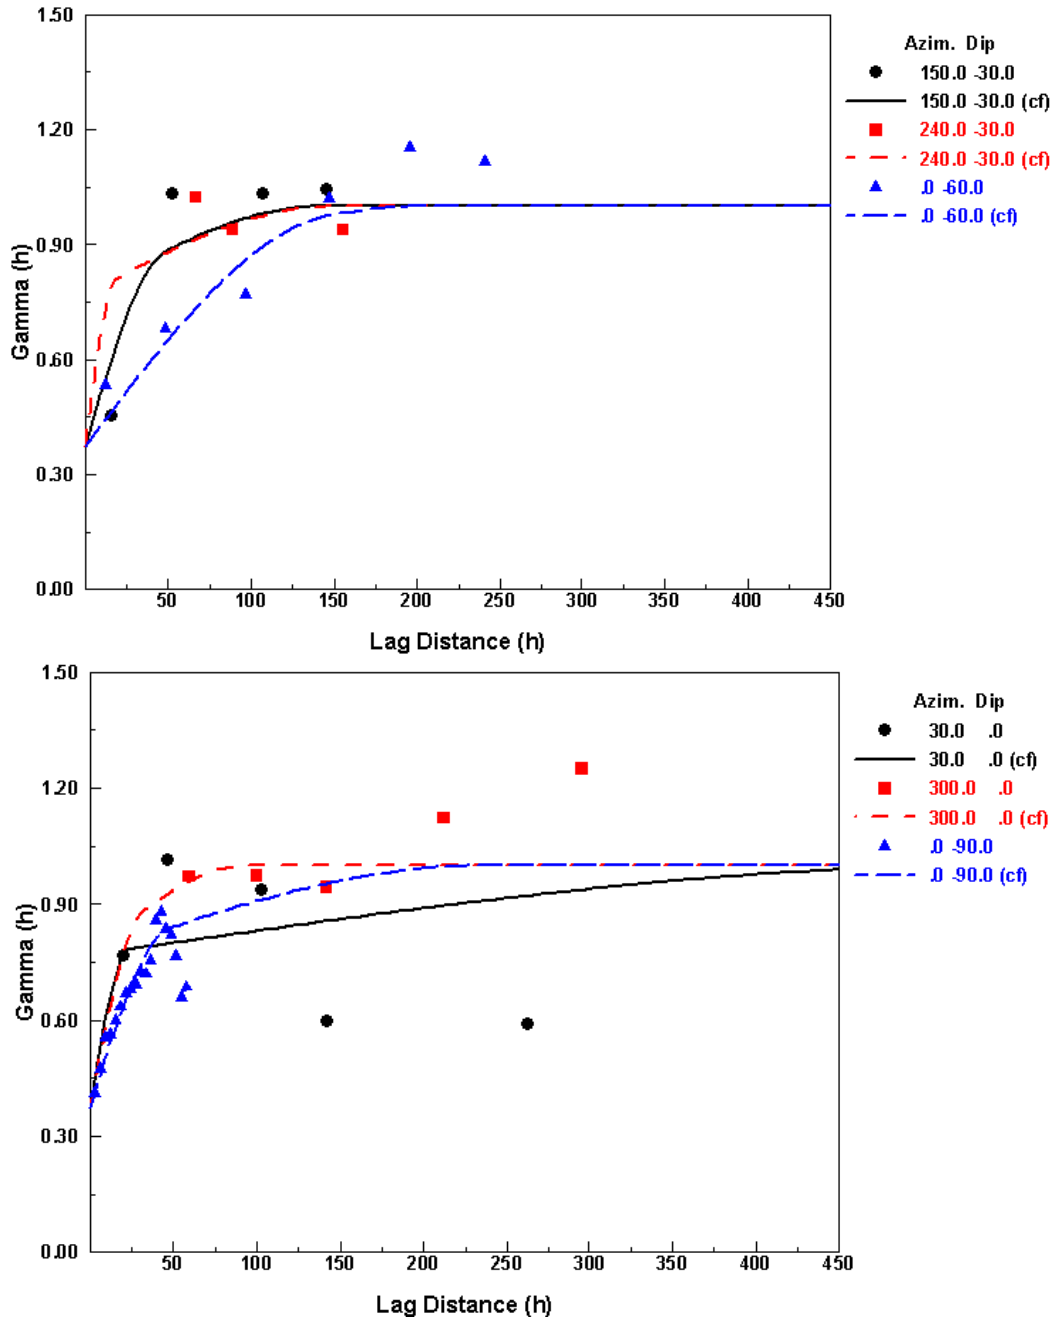 1.50
1.20
0.90
0.60
0.30
0.00
Gamma (h)
50 100 150 200 250 300 350 400 450
Lag Distance (h)
Azim. Dip
150.0 -30.0
150.0 -30.0 (cf)
240.0 -30.0
240.0 -30.0 (cf)
.0 -60.0
.0 -60.0 (cf)
1.50
1.20
0.90
0.60
0.30
0.00
Gamma (h)
50 100 150 200 250 300 350 400 450
Lag Distance (h)
Azim. Dip
30.0 .0
30.0 .0 (cf)
300.0 .0
300.0 .0 (cf)
.0 -90.0
.0 -90.0 (cf)